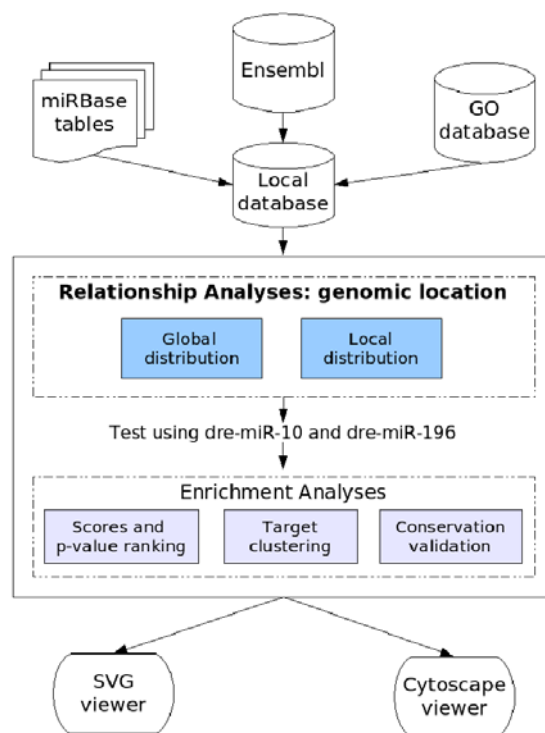 Ensembl
miRBase
tables
GO
database
Local
database
Relationship Analyses: genomic location
Global
distribution
Local
distribution
Test using dre-miR-10 and dre-miR-196
Enrichment Analyses
Scores and
p-value ranking
Target
clustering
Conservation
validation
SVG
viewer
Cytoscape
viewer